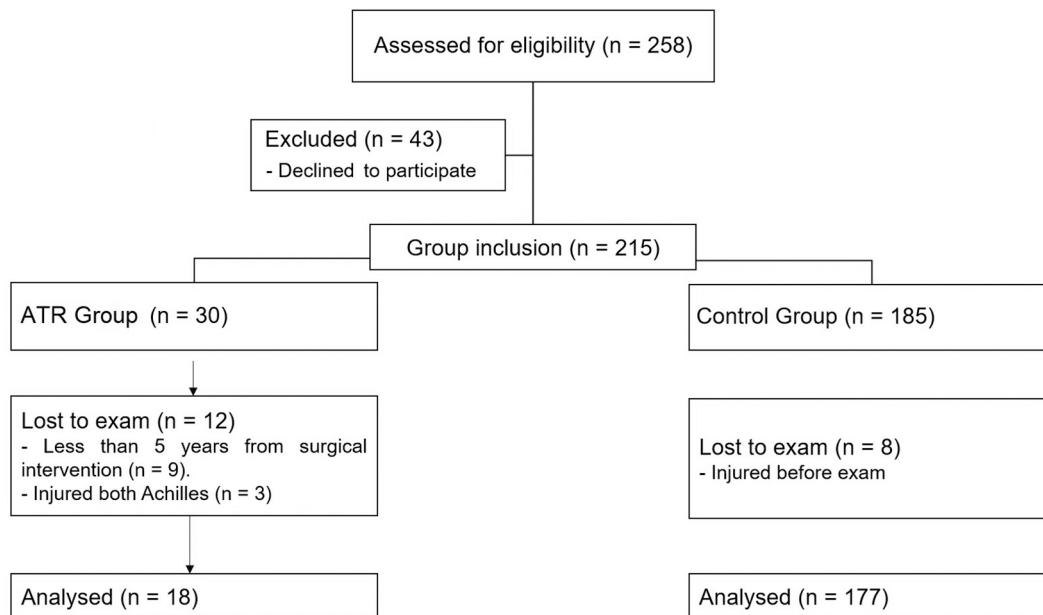 Assessed for eligibility (n = 258)
Excluded (n = 43)
- Declined to participate
Group inclusion (n = 215)
ATR Group (n = 30)
Control Group (n = 185)
Lost to exam (n = 12)
- Less than 5 years from surgical
intervention (n = 9).
- Injured both Achilles (n = 3)
Lost to exam (n = 8)
- Injured before exam
Analysed (n = 18)
Analysed (n = 177)